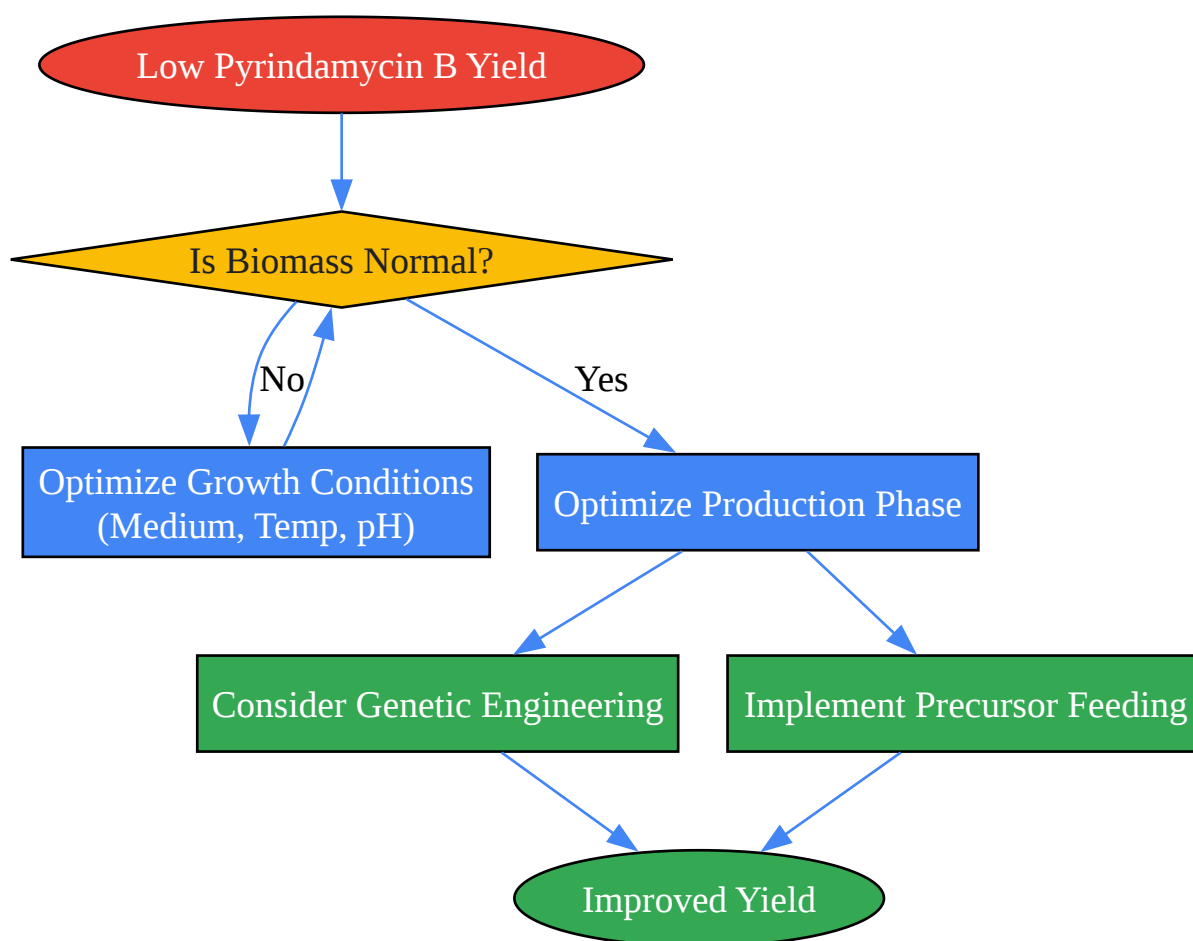 Low Pyrindamycin B Yield
Is Biomass Normal?
No
Yes
Optimize Growth Conditions
(Medium, Temp, pH)
Optimize Production Phase
Consider Genetic Engineering
Implement Precursor Feeding
Improved Yield